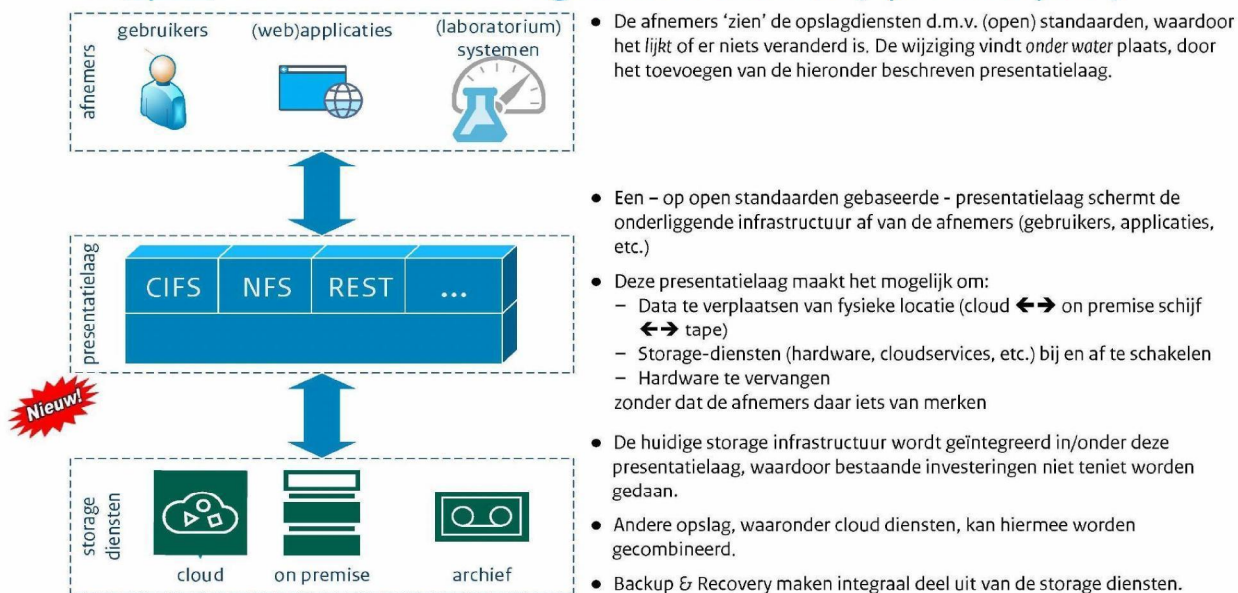 gebruikers
(web)applicaties
(laboratorium)
systemen
afnemers
● De afnemers ‘zien’ de opslagdiensten d.m.v. (open) standaarden, waardoor
het lijkt of er niets veranderd is. De wijziging vindt onder water plaats, door
het toevoegen van de hieronder beschreven presentatielaag.
presentatielaag
CIFS
NFS
REST
...
Nieuw!
● Een – op open standaarden gebaseerde - presentatielaag schermt de
onderliggende infrastructuur af van de afnemers (gebruikers, applicaties,
etc.)
● Deze presentatielaag maakt het mogelijk om:
– Data te verplaatsen van fysieke locatie (cloud ←→ on premise schijf
←→ tape)
– Storage-diensten (hardware, cloudservices, etc.) bij en af te schakelen
– Hardware te vervangen
zonder dat de afnemers daar iets van merken
● De huidige storage infrastructuur wordt geïntegreerd in/onder deze
presentatielaag, waardoor bestaande investeringen niet teniet worden
gedaan.
● Andere opslag, waaronder cloud diensten, kan hiermee worden
gecombineerd.
● Backup & Recovery maken integraal deel uit van de storage diensten.
storage
diensten
cloud
on premise
archief